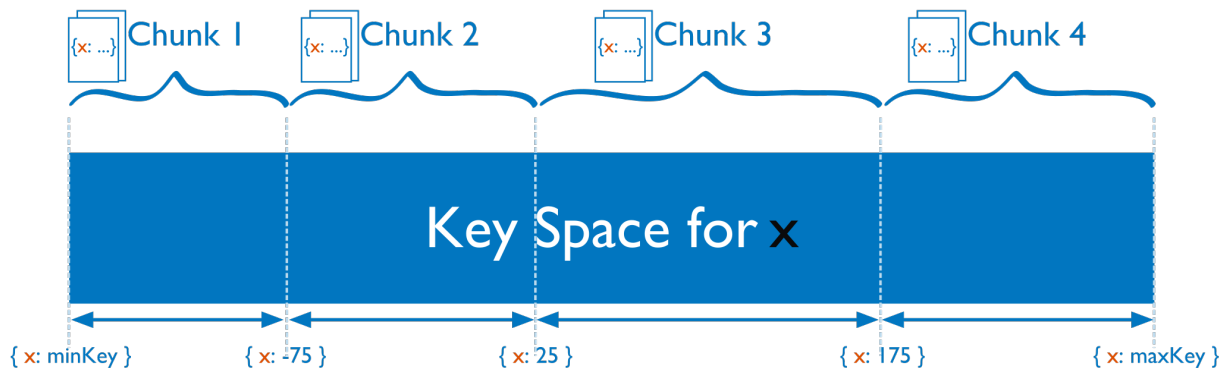 {x: ...} Chunk 1
{x: ...} Chunk 2
{x: ...} Chunk 3
{x: ...} Chunk 4
Key Space for x
{ x: minKey }
{ x: -75 }
{ x: 25 }
{ x: 175 }
{ x: maxKey }